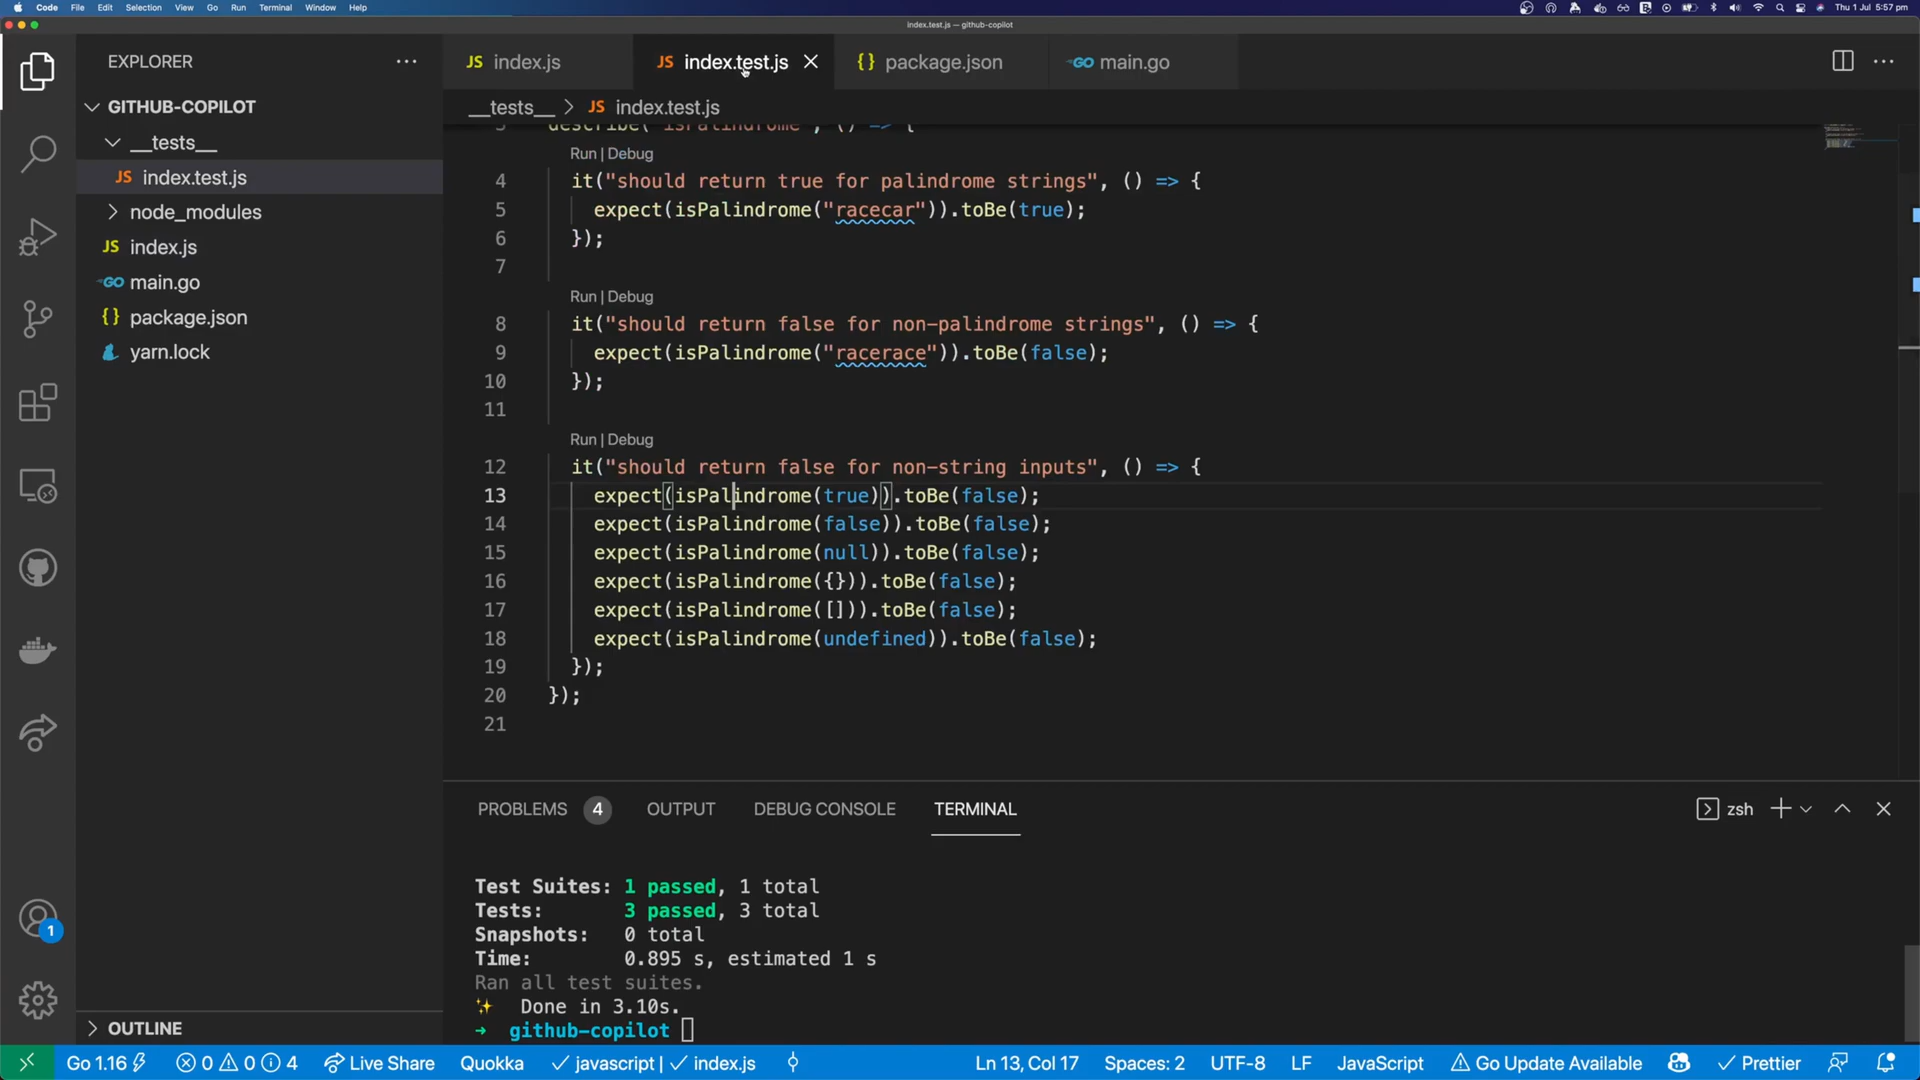 Code File Edit Selection View Go Run Terminal Window Help Thu 1 Jul 5:57 pm
index.test.js — github-copilot
EXPLORER
JS index.js
JS index.test.js
{} package.json
GO main.go
GITHUB-COPILOT
__tests__
JS index.test.js
node_modules
JS index.js
GO main.go
{} package.json
yarn.lock
OUTLINE
__tests__ > JS index.test.js
3 describe("isPalindrome", () => {
Run | Debug
4 it("should return true for palindrome strings", () => {
5 expect(isPalindrome("racecar")).toBe(true);
6 });
7
Run | Debug
8 it("should return false for non-palindrome strings", () => {
9 expect(isPalindrome("racerace")).toBe(false);
10 });
11
Run | Debug
12 it("should return false for non-string inputs", () => {
13 expect(isPalindrome(true)).toBe(false);
14 expect(isPalindrome(false)).toBe(false);
15 expect(isPalindrome(null)).toBe(false);
16 expect(isPalindrome({})).toBe(false);
17 expect(isPalindrome([])).toBe(false);
18 expect(isPalindrome(undefined)).toBe(false);
19 });
20 });
21
PROBLEMS 4 OUTPUT DEBUG CONSOLE TERMINAL zsh
Test Suites: 1 passed, 1 total
Tests: 3 passed, 3 total
Snapshots: 0 total
Time: 0.895 s, estimated 1 s
Ran all test suites.
✨ Done in 3.10s.
→ github-copilot
1
Go 1.16 0 0 4 Live Share Quokka ✓ javascript | ✓ index.js Ln 13, Col 17 Spaces: 2 UTF-8 LF JavaScript Go Update Available ✓ Prettier